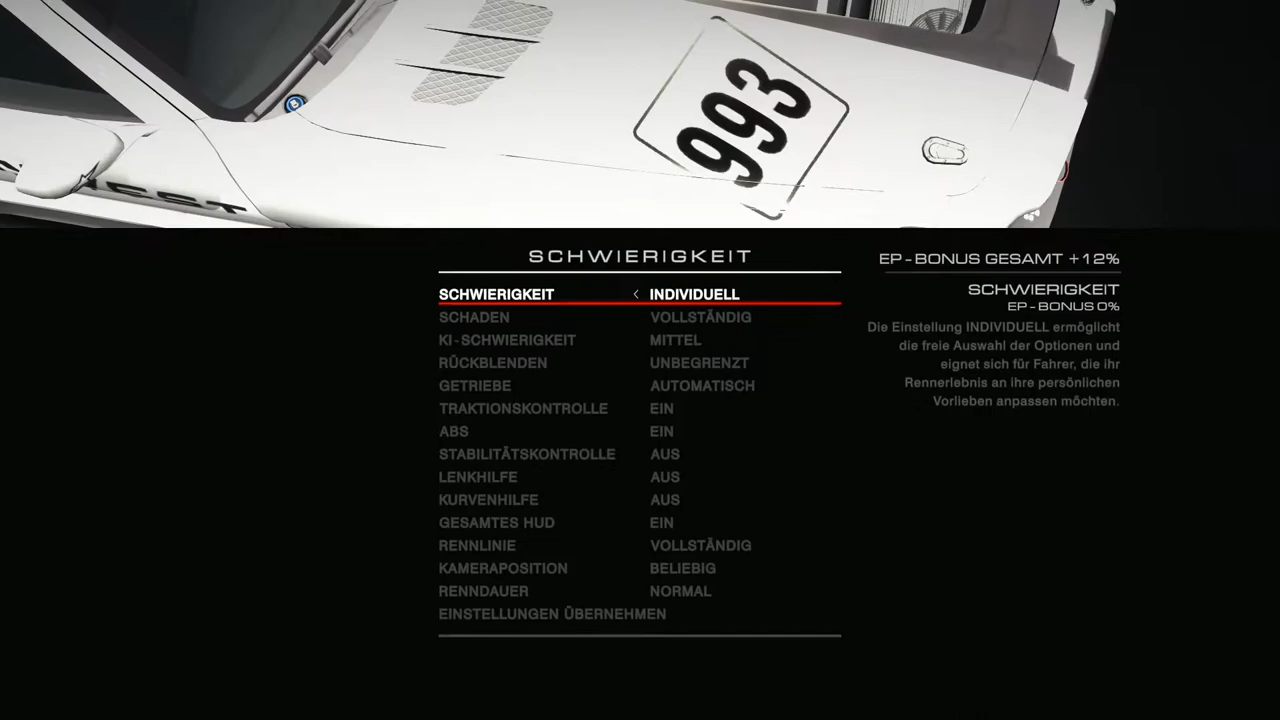 993
SCHWIERIGKEIT
SCHWIERIGKEIT < INDIVIDUELL
SCHADEN VOLLSTÄNDIG
KI-SCHWIERIGKEIT MITTEL
RÜCKBLENDEN UNBEGRENZT
GETRIEBE AUTOMATISCH
TRAKTIONSKONTROLLE EIN
ABS EIN
STABILITÄTSKONTROLLE AUS
LENKHILFE AUS
KURVENHILFE AUS
GESAMTES HUD EIN
RENNLINIE VOLLSTÄNDIG
KAMERAPOSITION BELIEBIG
RENNDAUER NORMAL
EINSTELLUNGEN ÜBERNEHMEN
EP-BONUS GESAMT +12%
SCHWIERIGKEIT
EP-BONUS 0%
Die Einstellung INDIVIDUELL ermöglicht
die freie Auswahl der Optionen und
eignet sich für Fahrer, die ihr
Rennerlebnis an ihre persönlichen
Vorlieben anpassen möchten.